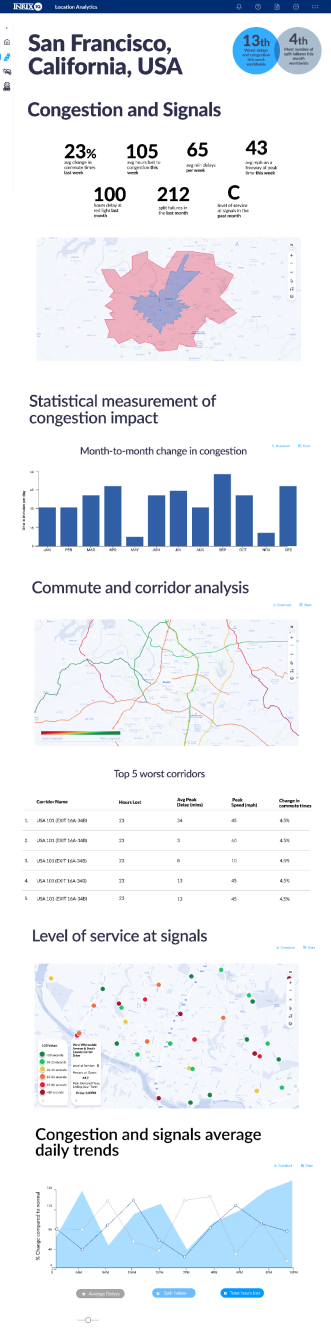 INRIX IQ Location Analytics
San Francisco,
California, USA
13th
Worst delays
and congestion
this week
worldwide
4th
Most number of
split failures this
month
worldwide
Congestion and Signals
23%
avg change in
commute times
last week
105
avg hours lost to
congestion this
week
65
avg min delays
per week
43
avg mph on a
freeway at peak
time this week
100
hours delay at
red light last
month
212
split failures in
the last month
C
level of service
at signals in the
past month
Statistical measurement of
congestion impact
Month-to-month change in congestion
JAN FEB MAR APR MAY JUN JUL AUG SEP OCT NOV DEC
Commute and corridor analysis
Download
Top 5 worst corridors
Corridor Name
Hours Lost
Avg Peak
Delay (mins)
Peak
Speed (mph)
Change in
commute times
1. USA 101 (EXIT 16A-34B) 23 34 45 4.5%
2. USA 101 (EXIT 16A-34B) 23 3 60 4.5%
3. USA 101 (EXIT 16A-34B) 23 8 10 4.5%
4. USA 101 (EXIT 16A-34B) 23 13 45 4.5%
5. USA 101 (EXIT 16A-34B) 23 13 45 4.5%
Level of service at signals
Download
Congestion and signals average
daily trends
Download
% Change compared to normal
Average Delays
Split failure
Total hours lost